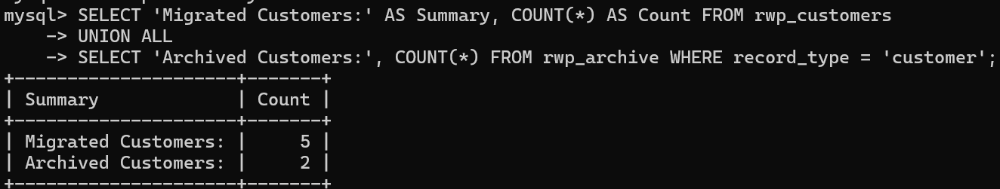 mysql> SELECT 'Migrated Customers:' AS Summary, COUNT(*) AS Count FROM rwp_customers
    -> UNION ALL
    -> SELECT 'Archived Customers:', COUNT(*) FROM rwp_archive WHERE record_type = 'customer';
+---------------------+-------+
| Summary             | Count |
+---------------------+-------+
| Migrated Customers: |     5 |
| Archived Customers: |     2 |
+---------------------+-------+